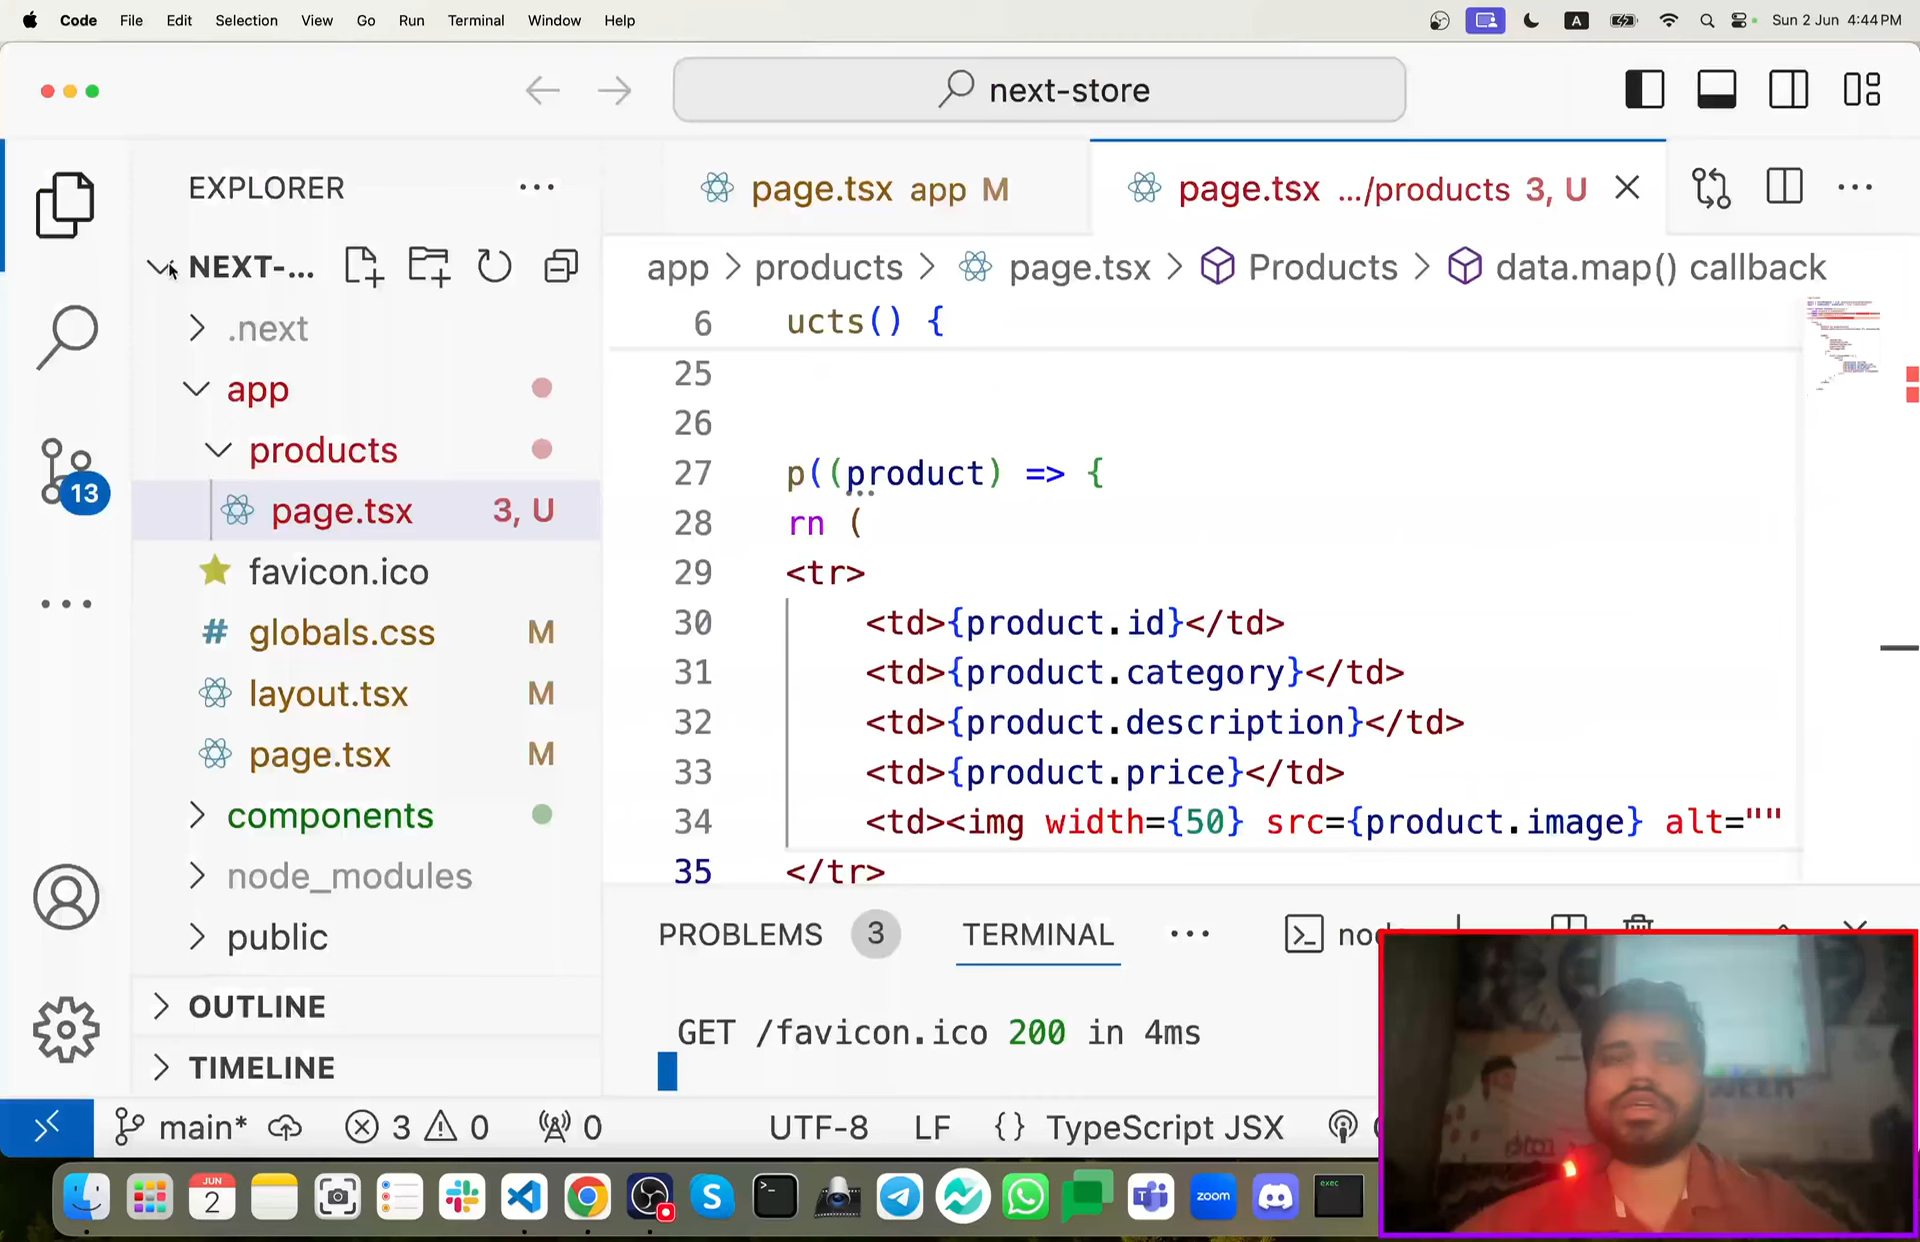 Code File Edit Selection View Go Run Terminal Window Help
A Sun 2 Jun 4:44 PM
next-store
EXPLORER
page.tsx app M
page.tsx .../products 3, U
NEXT-...
app > products > page.tsx > Products > data.map() callback
.next
app
products
page.tsx 3, U
favicon.ico
# globals.css M
layout.tsx M
page.tsx M
components
node_modules
public
OUTLINE
TIMELINE
13
6 ucts() {
25
26
27 p((product) => {
28 rn (
29 <tr>
30 <td>{product.id}</td>
31 <td>{product.category}</td>
32 <td>{product.description}</td>
33 <td>{product.price}</td>
34 <td><img width={50} src={product.image} alt=""
35 </tr>
PROBLEMS 3 TERMINAL
GET /favicon.ico 200 in 4ms
main* 3 0 0 UTF-8 LF {} TypeScript JSX
JUN
2
S
zoom
exec